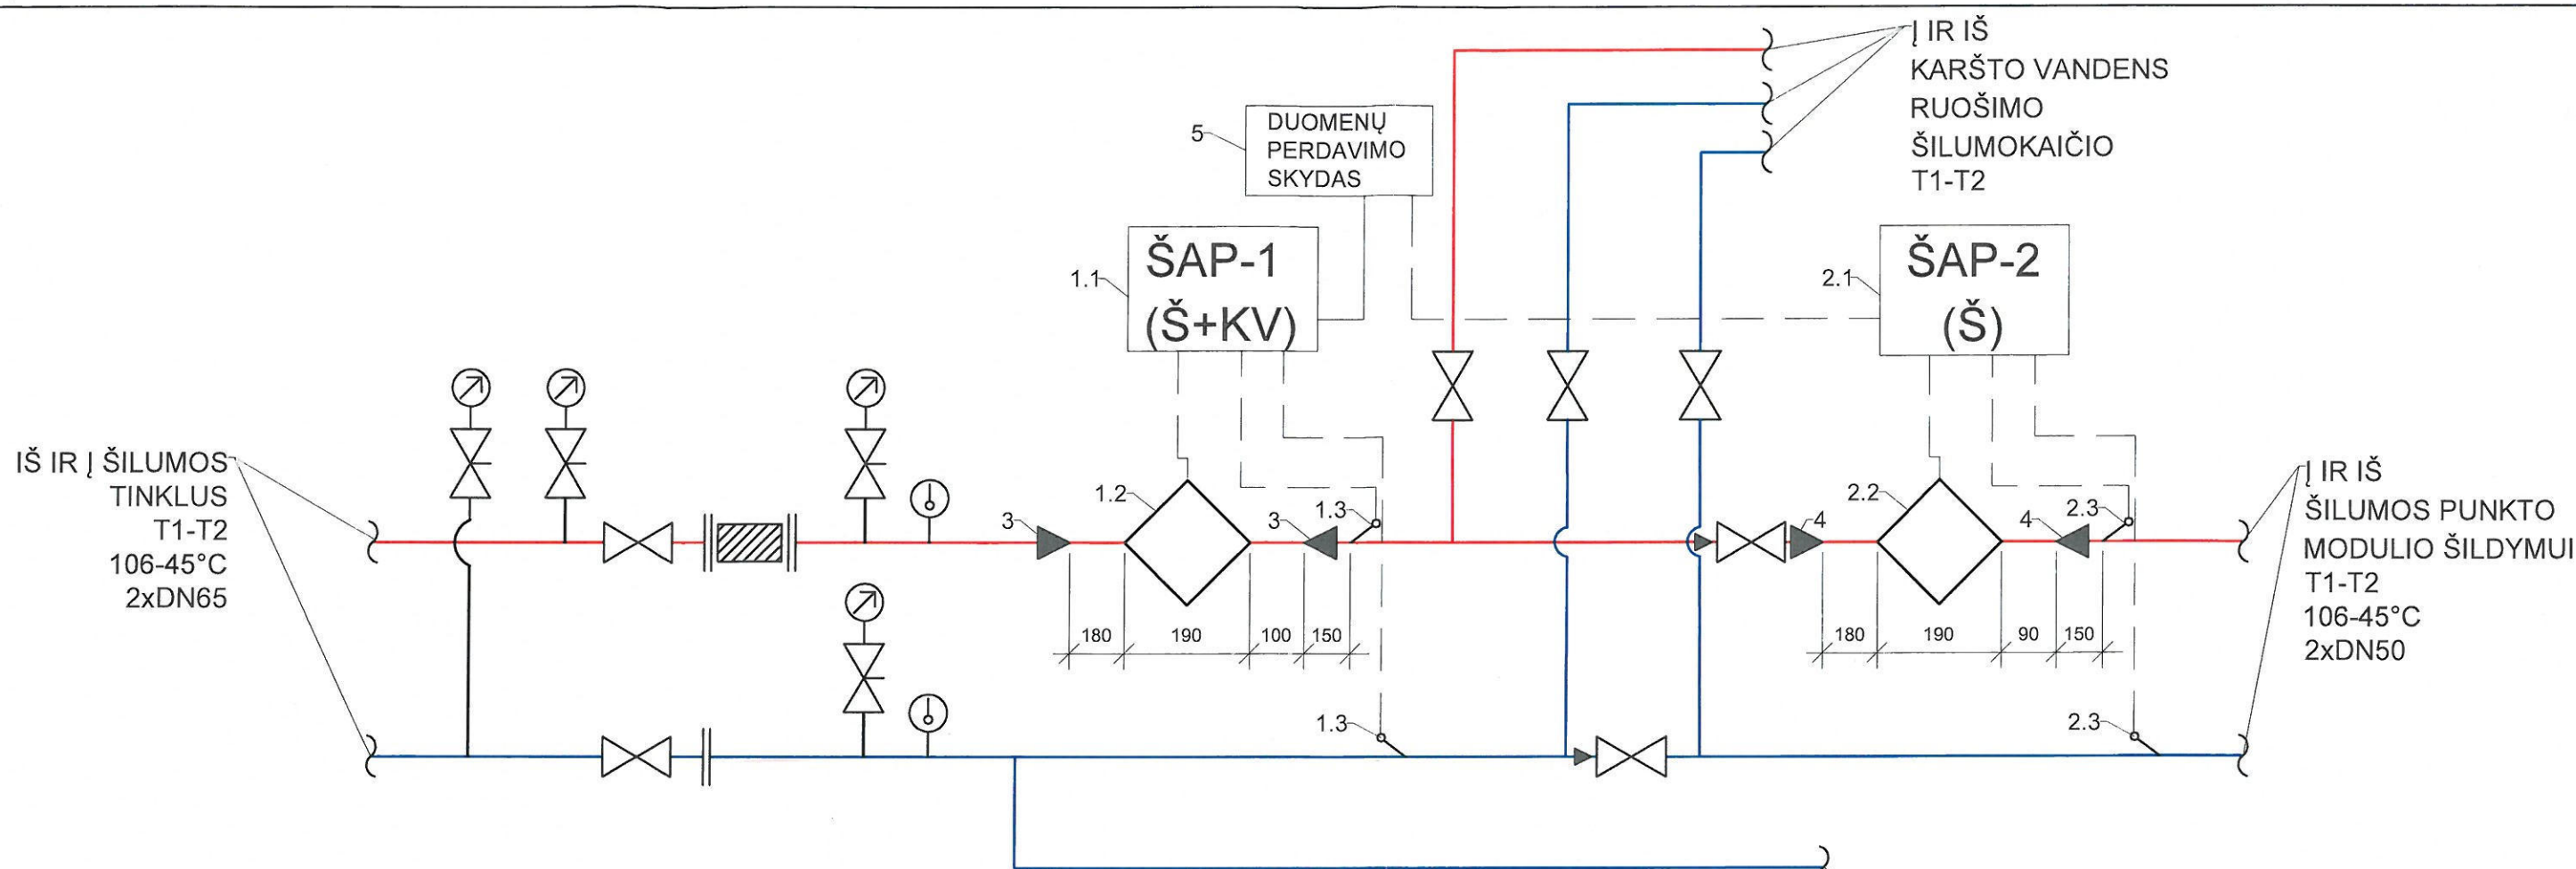 Į IR IŠ
KARŠTO VANDENS
RUOŠIMO
ŠILUMOKAIČIO
T1-T2
5
DUOMENŲ
PERDAVIMO
SKYDAS
1.1
ŠAP-1
(Š+KV)
2.1
ŠAP-2
(Š)
IŠ IR Į ŠILUMOS
TINKLUS
T1-T2
106-45°C
2xDN65
3
1.2
3
1.3
4
2.2
4
2.3
Į IR IŠ
ŠILUMOS PUNKTO
MODULIO ŠILDYMUI
T1-T2
106-45°C
2xDN50
180
190
100
150
180
190
90
150
1.3
2.3